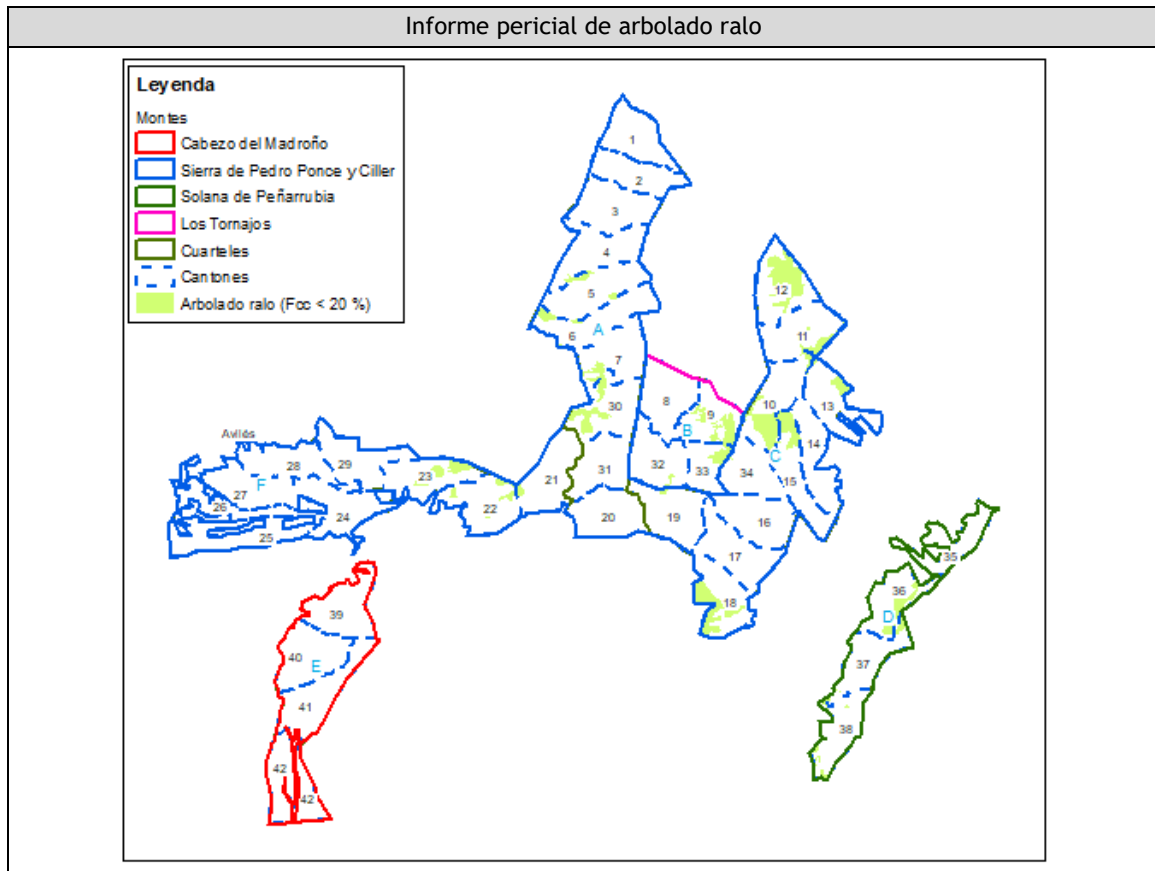 Informe pericial de arbolado ralo
Leyenda
Montes
Cabezo del Madroño
Sierra de Pedro Ponce y Ciller
Solana de Peñarrubia
Los Tornajos
Cuarteles
Cantones
Arbolado ralo (Fcc < 20 %)
1
2
3
4
5
6
A
7
12
11
8
9
10
13
30
B
C
14
Avilés
28
29
23
21
31
32
33
34
15
F
27
26
22
24
20
19
16
25
17
35
18
36
39
D
40
E
37
41
38
42
42